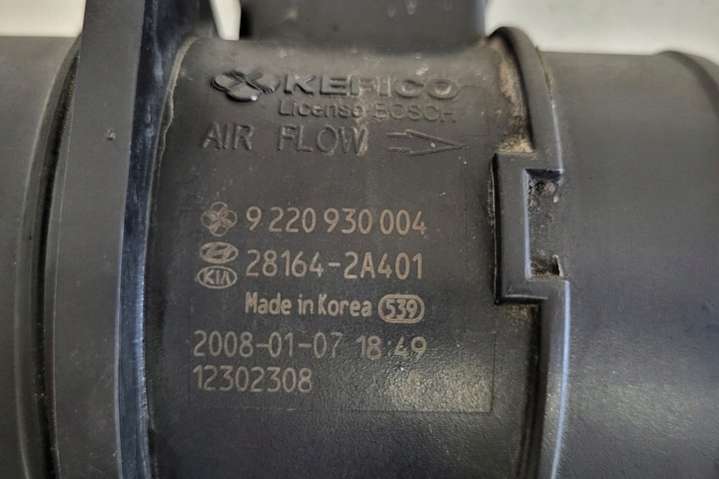 KEFICO
License BOSCH
AIR FLOW
9 220 930 004
28164-2A401
KIA
Made in Korea 539
2008-01-07 18:49
12302308